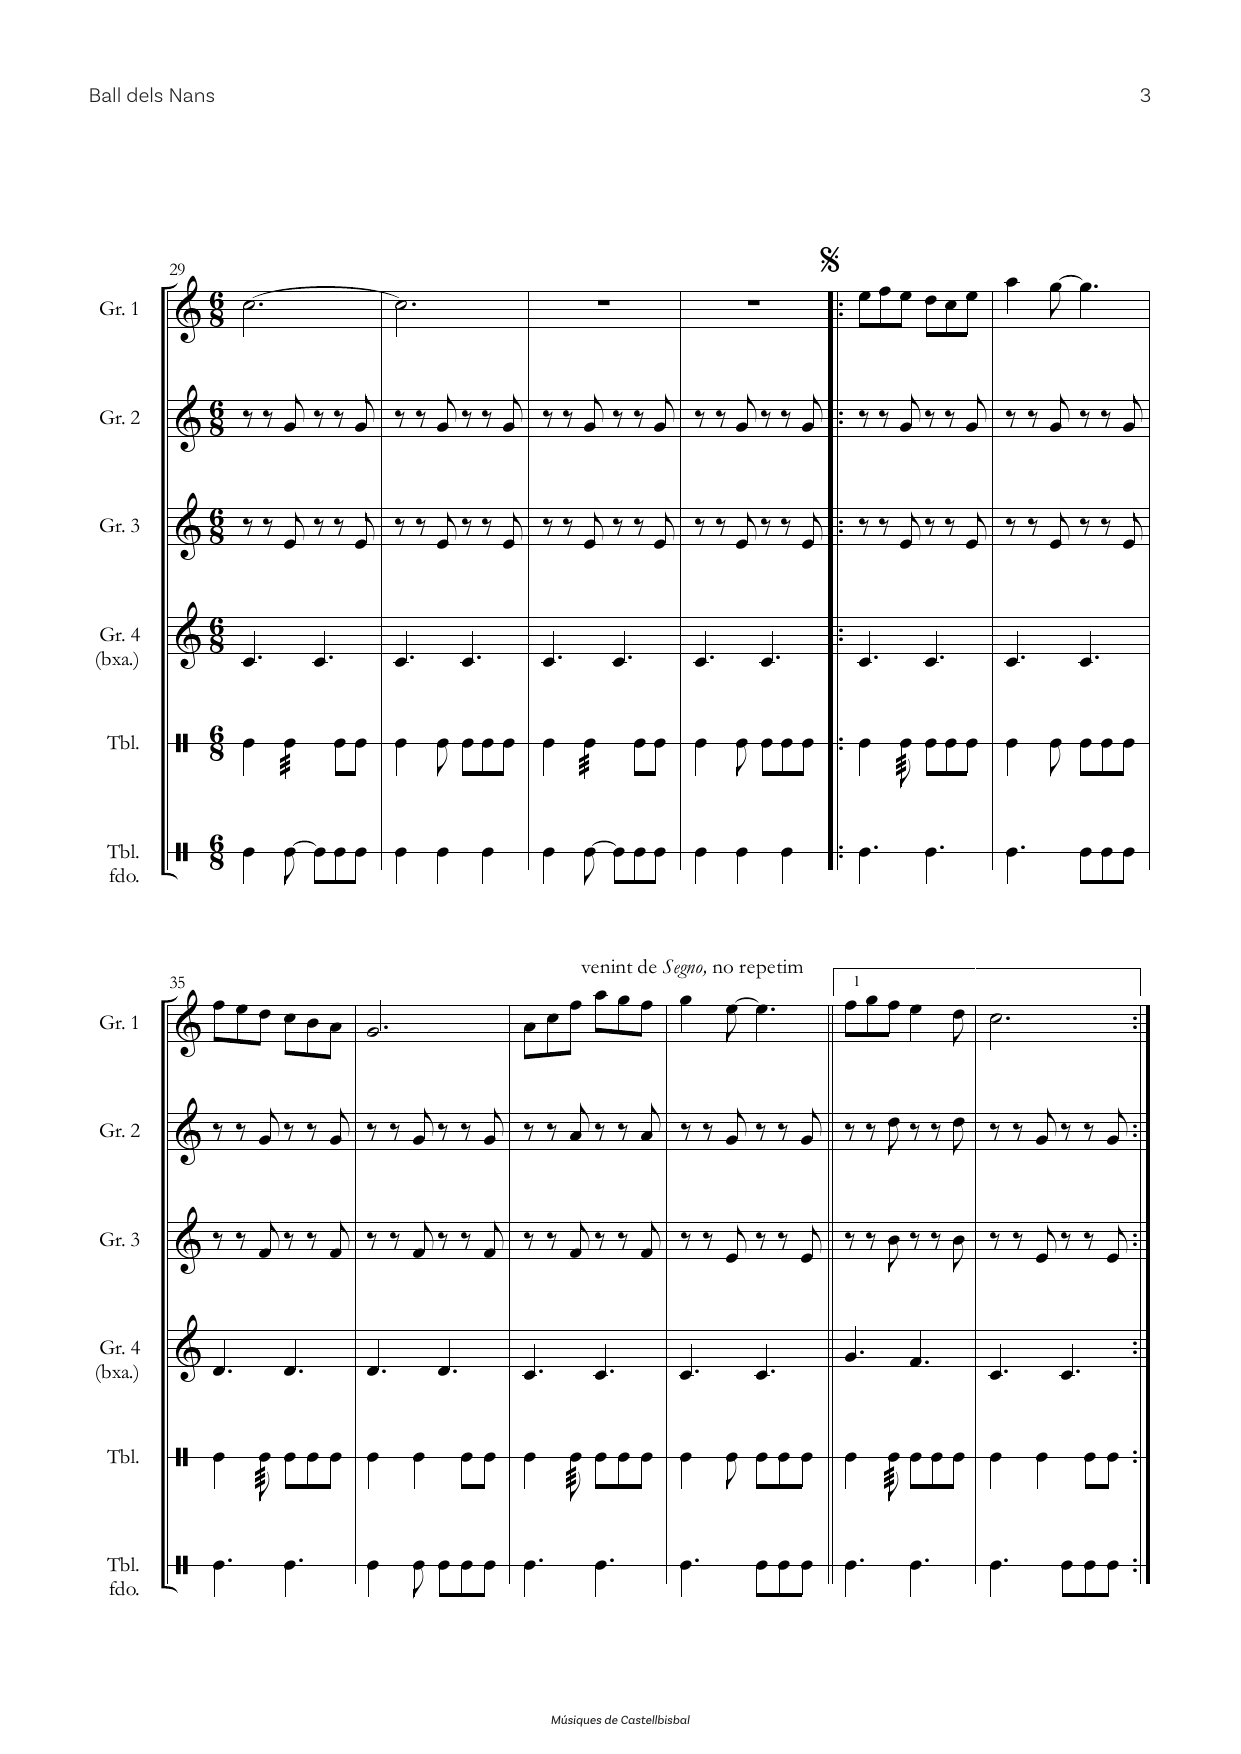 Ball dels Nans 3
29
Gr. 1
Gr. 2
Gr. 3
Gr. 4
(bxa.)
Tbl.
Tbl.
fdo.
venint de Segno, no repetim
35
1
Gr. 1
Gr. 2
Gr. 3
Gr. 4
(bxa.)
Tbl.
Tbl.
fdo.
Músiques de Castellbisbal